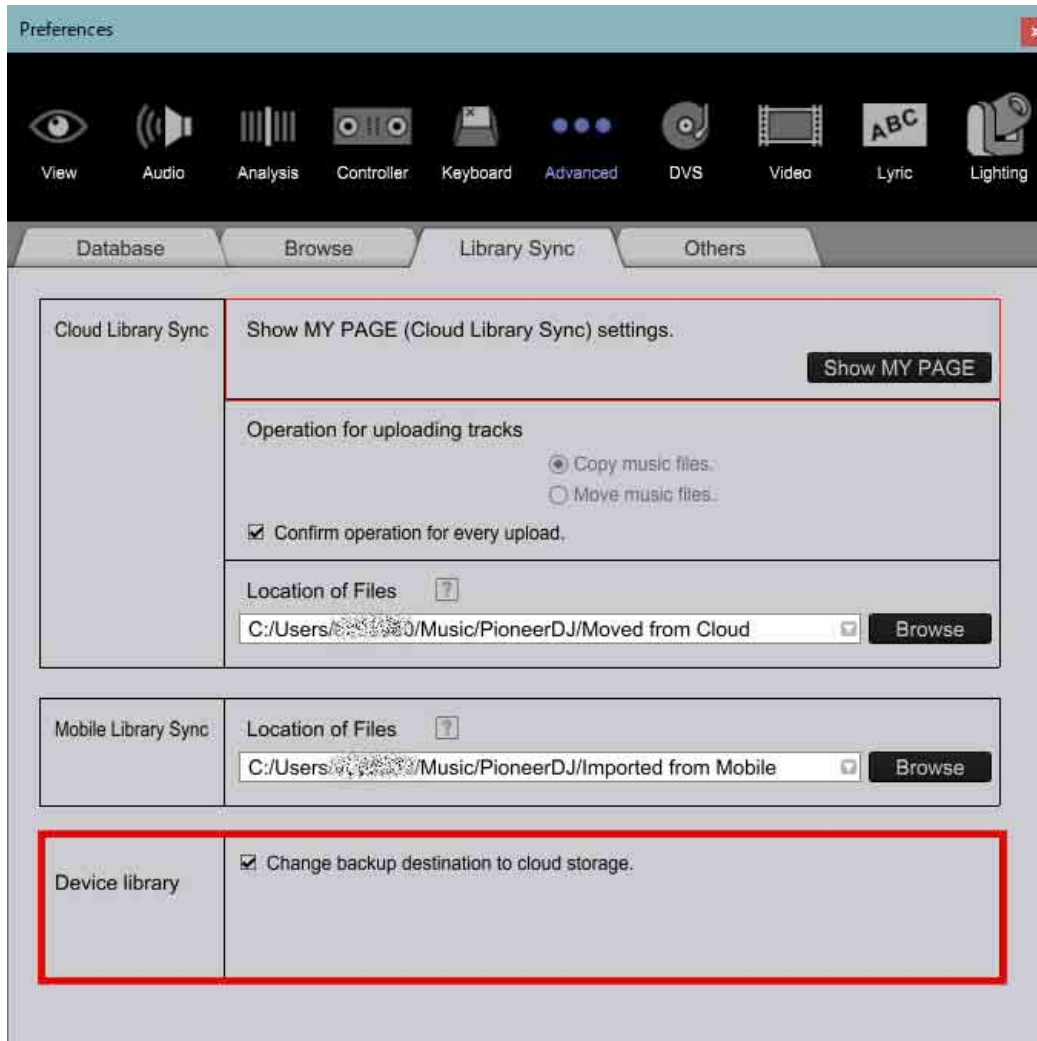 Preferences
View Audio Analysis Controller Keyboard Advanced DVS Video Lyric Lighting
ABC
Database Browse Library Sync Others
Cloud Library Sync
Show MY PAGE (Cloud Library Sync) settings.
Show MY PAGE
Operation for uploading tracks
Copy music files.
Move music files.
Confirm operation for every upload.
Location of Files ?
C:/Users/ /Music/PioneerDJ/Moved from Cloud Browse
Mobile Library Sync
Location of Files ?
C:/Users /Music/PioneerDJ/Imported from Mobile Browse
Device library
Change backup destination to cloud storage.